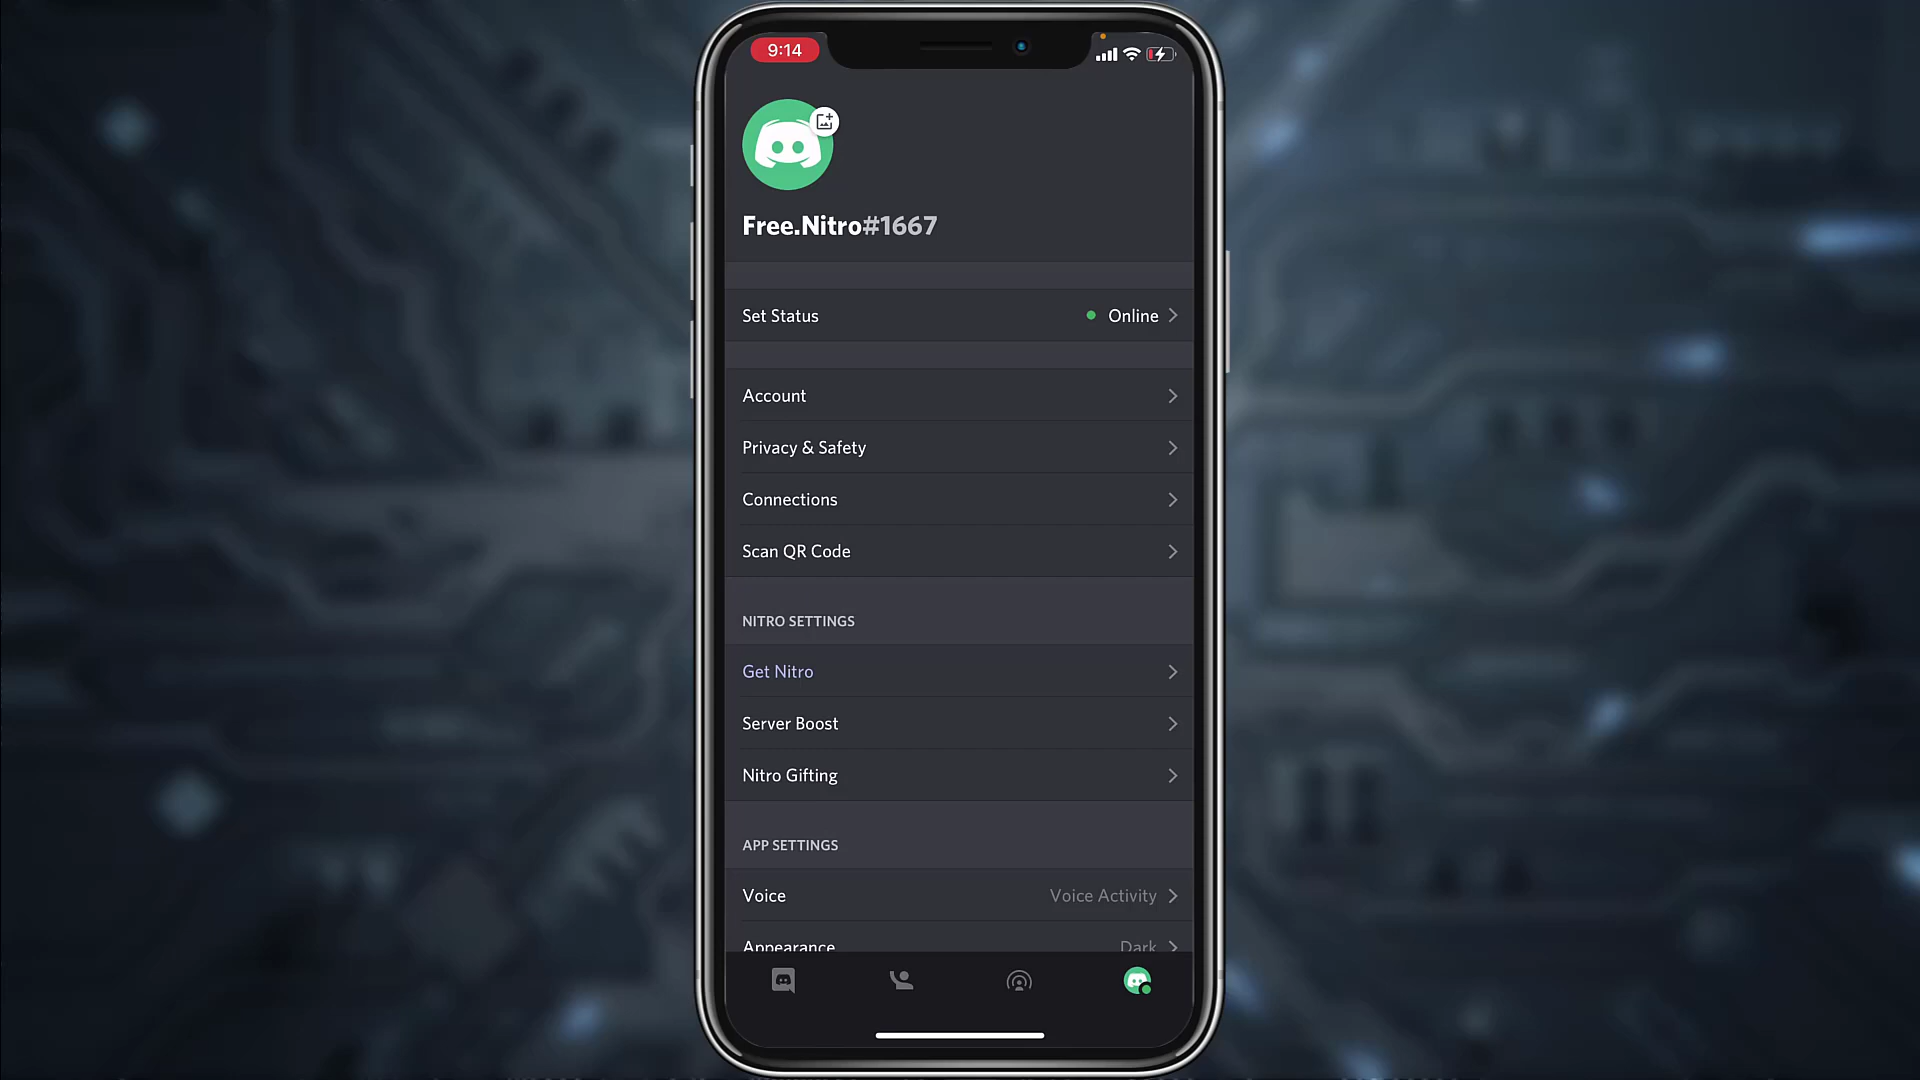 9:14
Free.Nitro#1667
Set Status Online
Account
Privacy & Safety
Connections
Scan QR Code
NITRO SETTINGS
Get Nitro
Server Boost
Nitro Gifting
APP SETTINGS
Voice Voice Activity
Appearance Dark